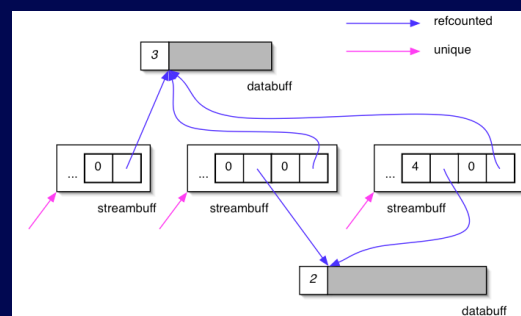 refcounted
unique
3
databuff
... 0
... 0 0
... 4 0
streambuff
streambuff
streambuff
2
databuff